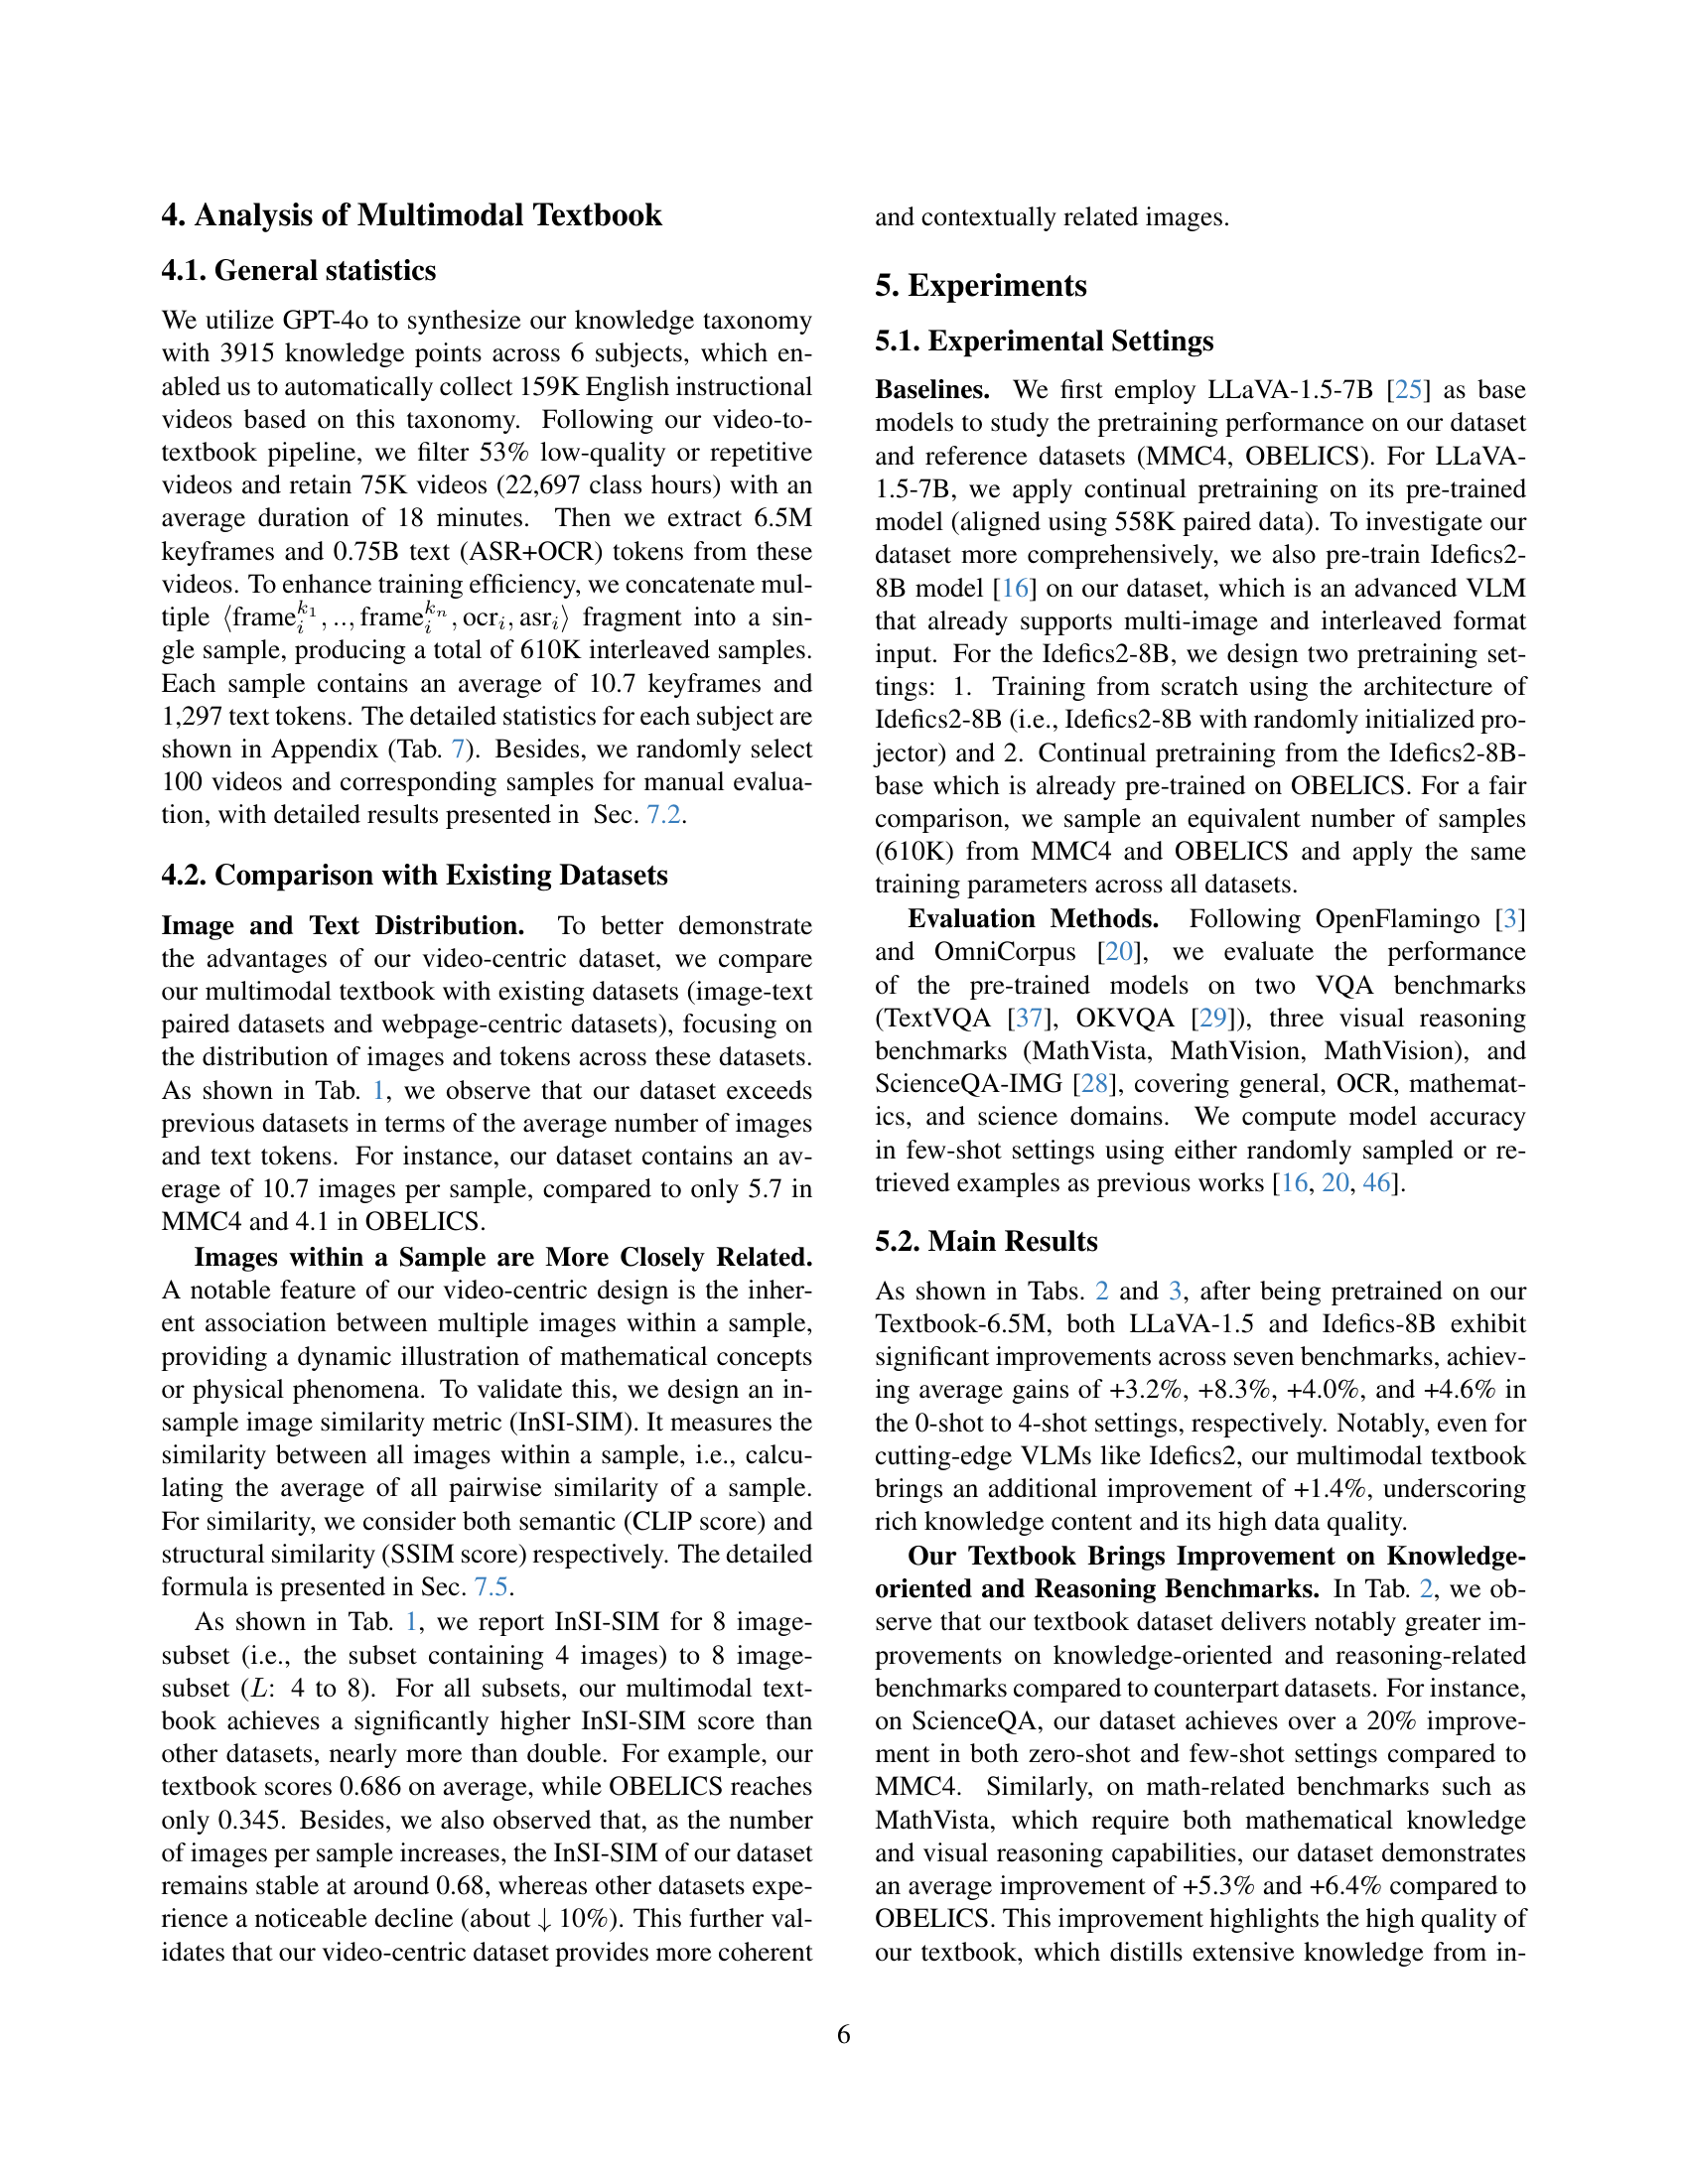 4. Analysis of Multimodal Textbook
4.1. General statistics
We utilize GPT-4o to synthesize our knowledge taxonomy
with 3915 knowledge points across 6 subjects, which en-
abled us to automatically collect 159K English instructional
videos based on this taxonomy. Following our video-to-
textbook pipeline, we filter 53% low-quality or repetitive
videos and retain 75K videos (22,697 class hours) with an
average duration of 18 minutes. Then we extract 6.5M
keyframes and 0.75B text (ASR+OCR) tokens from these
videos. To enhance training efficiency, we concatenate mul-
tiple ⟨frame_i^{k_1}, .., frame_i^{k_n}, ocr_i, asr_i⟩ fragment into a sin-
gle sample, producing a total of 610K interleaved samples.
Each sample contains an average of 10.7 keyframes and
1,297 text tokens. The detailed statistics for each subject are
shown in Appendix (Tab. 7). Besides, we randomly select
100 videos and corresponding samples for manual evalua-
tion, with detailed results presented in Sec. 7.2.
4.2. Comparison with Existing Datasets
Image and Text Distribution. To better demonstrate
the advantages of our video-centric dataset, we compare
our multimodal textbook with existing datasets (image-text
paired datasets and webpage-centric datasets), focusing on
the distribution of images and tokens across these datasets.
As shown in Tab. 1, we observe that our dataset exceeds
previous datasets in terms of the average number of images
and text tokens. For instance, our dataset contains an av-
erage of 10.7 images per sample, compared to only 5.7 in
MMC4 and 4.1 in OBELICS.
Images within a Sample are More Closely Related.
A notable feature of our video-centric design is the inher-
ent association between multiple images within a sample,
providing a dynamic illustration of mathematical concepts
or physical phenomena. To validate this, we design an in-
sample image similarity metric (InSI-SIM). It measures the
similarity between all images within a sample, i.e., calcu-
lating the average of all pairwise similarity of a sample.
For similarity, we consider both semantic (CLIP score) and
structural similarity (SSIM score) respectively. The detailed
formula is presented in Sec. 7.5.
As shown in Tab. 1, we report InSI-SIM for 8 image-
subset (i.e., the subset containing 4 images) to 8 image-
subset (L: 4 to 8). For all subsets, our multimodal text-
book achieves a significantly higher InSI-SIM score than
other datasets, nearly more than double. For example, our
textbook scores 0.686 on average, while OBELICS reaches
only 0.345. Besides, we also observed that, as the number
of images per sample increases, the InSI-SIM of our dataset
remains stable at around 0.68, whereas other datasets expe-
rience a noticeable decline (about ↓ 10%). This further val-
idates that our video-centric dataset provides more coherent
and contextually related images.
5. Experiments
5.1. Experimental Settings
Baselines. We first employ LLaVA-1.5-7B [25] as base
models to study the pretraining performance on our dataset
and reference datasets (MMC4, OBELICS). For LLaVA-
1.5-7B, we apply continual pretraining on its pre-trained
model (aligned using 558K paired data). To investigate our
dataset more comprehensively, we also pre-train Idefics2-
8B model [16] on our dataset, which is an advanced VLM
that already supports multi-image and interleaved format
input. For the Idefics2-8B, we design two pretraining set-
tings: 1. Training from scratch using the architecture of
Idefics2-8B (i.e., Idefics2-8B with randomly initialized pro-
jector) and 2. Continual pretraining from the Idefics2-8B-
base which is already pre-trained on OBELICS. For a fair
comparison, we sample an equivalent number of samples
(610K) from MMC4 and OBELICS and apply the same
training parameters across all datasets.
Evaluation Methods. Following OpenFlamingo [3]
and OmniCorpus [20], we evaluate the performance
of the pre-trained models on two VQA benchmarks
(TextVQA [37], OKVQA [29]), three visual reasoning
benchmarks (MathVista, MathVision, MathVision), and
ScienceQA-IMG [28], covering general, OCR, mathemat-
ics, and science domains. We compute model accuracy
in few-shot settings using either randomly sampled or re-
trieved examples as previous works [16, 20, 46].
5.2. Main Results
As shown in Tabs. 2 and 3, after being pretrained on our
Textbook-6.5M, both LLaVA-1.5 and Idefics-8B exhibit
significant improvements across seven benchmarks, achiev-
ing average gains of +3.2%, +8.3%, +4.0%, and +4.6% in
the 0-shot to 4-shot settings, respectively. Notably, even for
cutting-edge VLMs like Idefics2, our multimodal textbook
brings an additional improvement of +1.4%, underscoring
rich knowledge content and its high data quality.
Our Textbook Brings Improvement on Knowledge-
oriented and Reasoning Benchmarks. In Tab. 2, we ob-
serve that our textbook dataset delivers notably greater im-
provements on knowledge-oriented and reasoning-related
benchmarks compared to counterpart datasets. For instance,
on ScienceQA, our dataset achieves over a 20% improve-
ment in both zero-shot and few-shot settings compared to
MMC4. Similarly, on math-related benchmarks such as
MathVista, which require both mathematical knowledge
and visual reasoning capabilities, our dataset demonstrates
an average improvement of +5.3% and +6.4% compared to
OBELICS. This improvement highlights the high quality of
our textbook, which distills extensive knowledge from in-
6